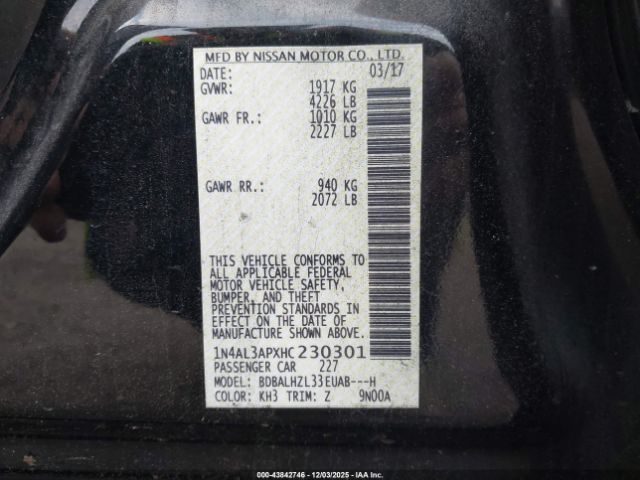 MFD BY NISSAN MOTOR CO., LTD.
DATE: 03/17
GVWR: 1917 KG
4226 LB
GAWR FR.: 1010 KG
2227 LB
GAWR RR.: 940 KG
2072 LB
THIS VEHICLE CONFORMS TO
ALL APPLICABLE FEDERAL
MOTOR VEHICLE SAFETY,
BUMPER, AND THEFT
PREVENTION STANDARDS IN
EFFECT ON THE DATE OF
MANUFACTURE SHOWN ABOVE.
1N4AL3APXHC230301
PASSENGER CAR 227
MODEL: BDBALHZL33EUAB---H
COLOR: KH3 TRIM: Z 9N00A
000-43842746 - 12/03/2025 - IAA Inc.